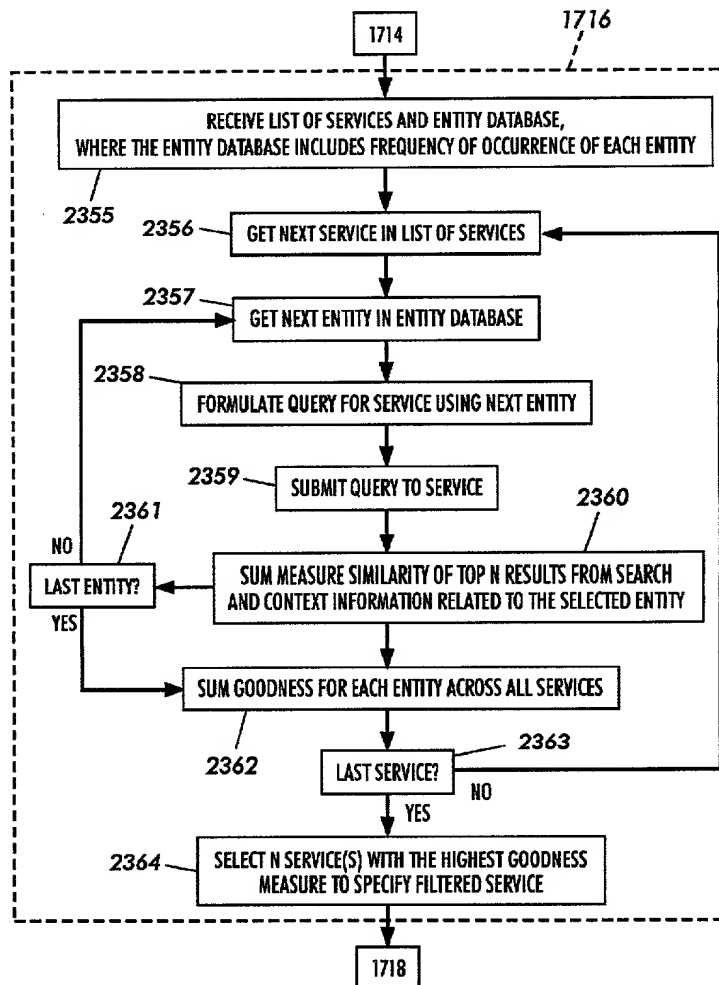 1714
1716
RECEIVE LIST OF SERVICES AND ENTITY DATABASE,
WHERE THE ENTITY DATABASE INCLUDES FREQUENCY OF OCCURRENCE OF EACH ENTITY
2355
2356
GET NEXT SERVICE IN LIST OF SERVICES
2357
GET NEXT ENTITY IN ENTITY DATABASE
2358
FORMULATE QUERY FOR SERVICE USING NEXT ENTITY
2359
SUBMIT QUERY TO SERVICE
2360
2361
NO
LAST ENTITY?
YES
SUM MEASURE SIMILARITY OF TOP N RESULTS FROM SEARCH
AND CONTEXT INFORMATION RELATED TO THE SELECTED ENTITY
SUM GOODNESS FOR EACH ENTITY ACROSS ALL SERVICES
2362
2363
LAST SERVICE?
NO
YES
2364
SELECT N SERVICE(S) WITH THE HIGHEST GOODNESS
MEASURE TO SPECIFY FILTERED SERVICE
1718